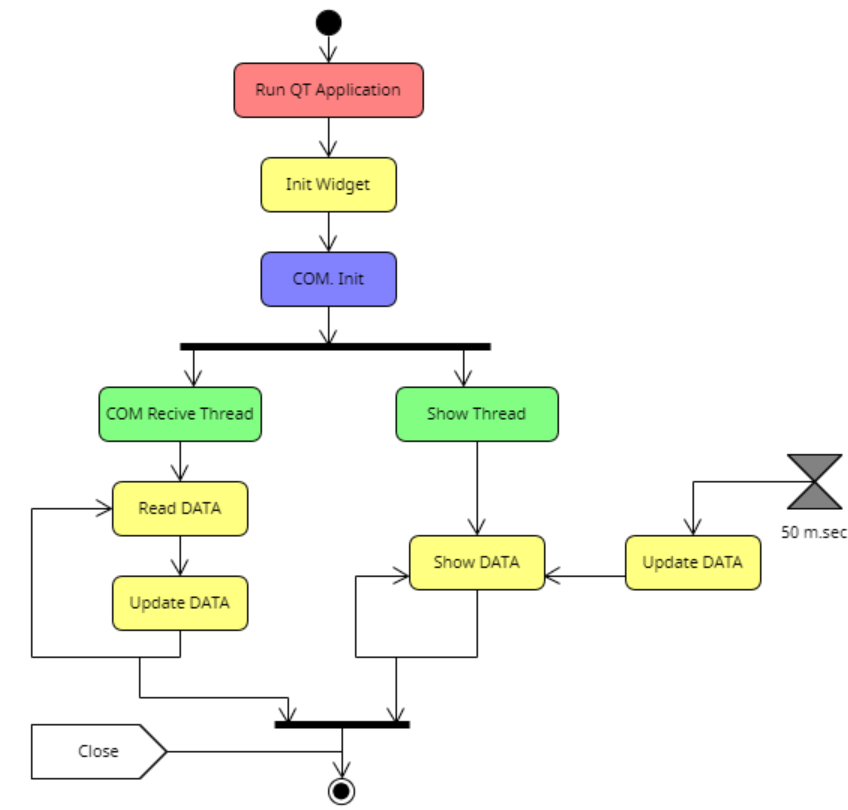 Run QT Application
Init Widget
COM. Init
COM Recive Thread
Show Thread
Read DATA
50 m.sec
Show DATA
Update DATA
Update DATA
Close